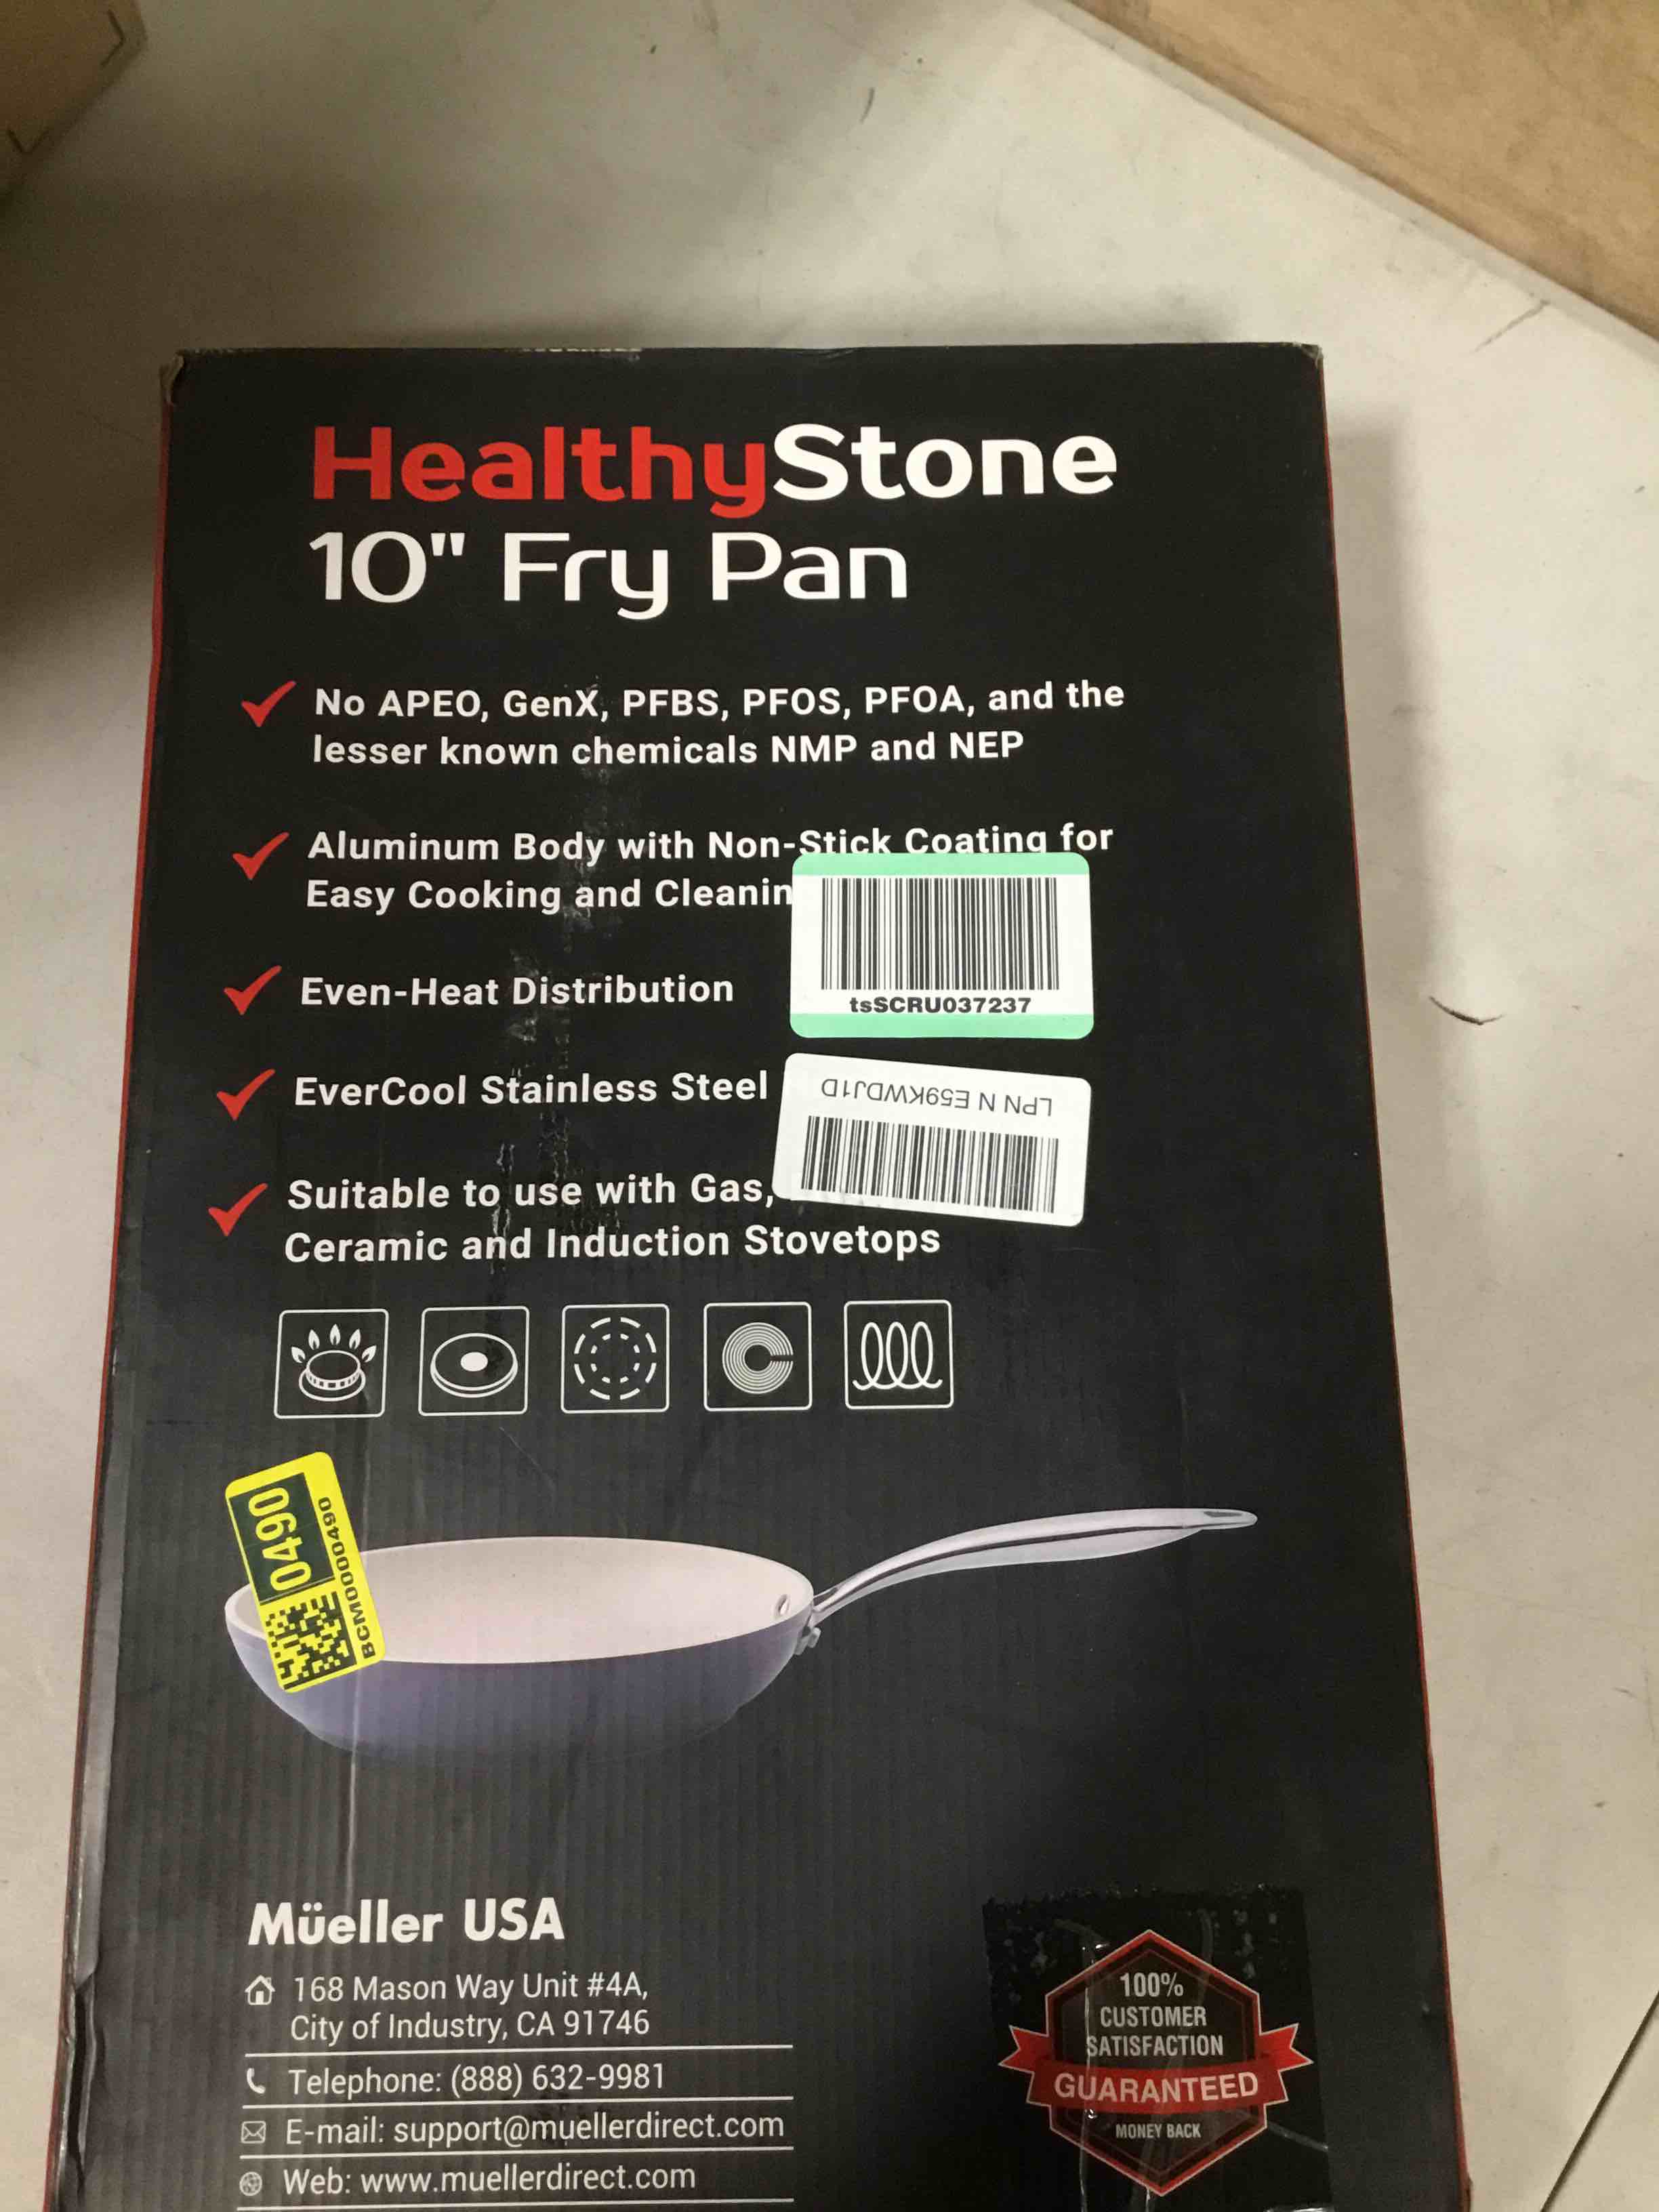 HealthyStone
10" Fry Pan
No APEO, GenX, PFBS, PFOS, PFOA, and the
lesser known chemicals NMP and NEP
Aluminum Body with Non-Stick Coating for
Easy Cooking and Cleanin
tsSCRU037237
Even-Heat Distribution
EverCool Stainless Steel
LPN N E59KWDJ1D
Suitable to use with Gas,
Ceramic and Induction Stovetops
0490
BCM0000490
Müeller USA
168 Mason Way Unit #4A,
City of Industry, CA 91746
Telephone: (888) 632-9981
E-mail: support@muellerdirect.com
Web: www.muellerdirect.com
100%
CUSTOMER
SATISFACTION
GUARANTEED
MONEY BACK